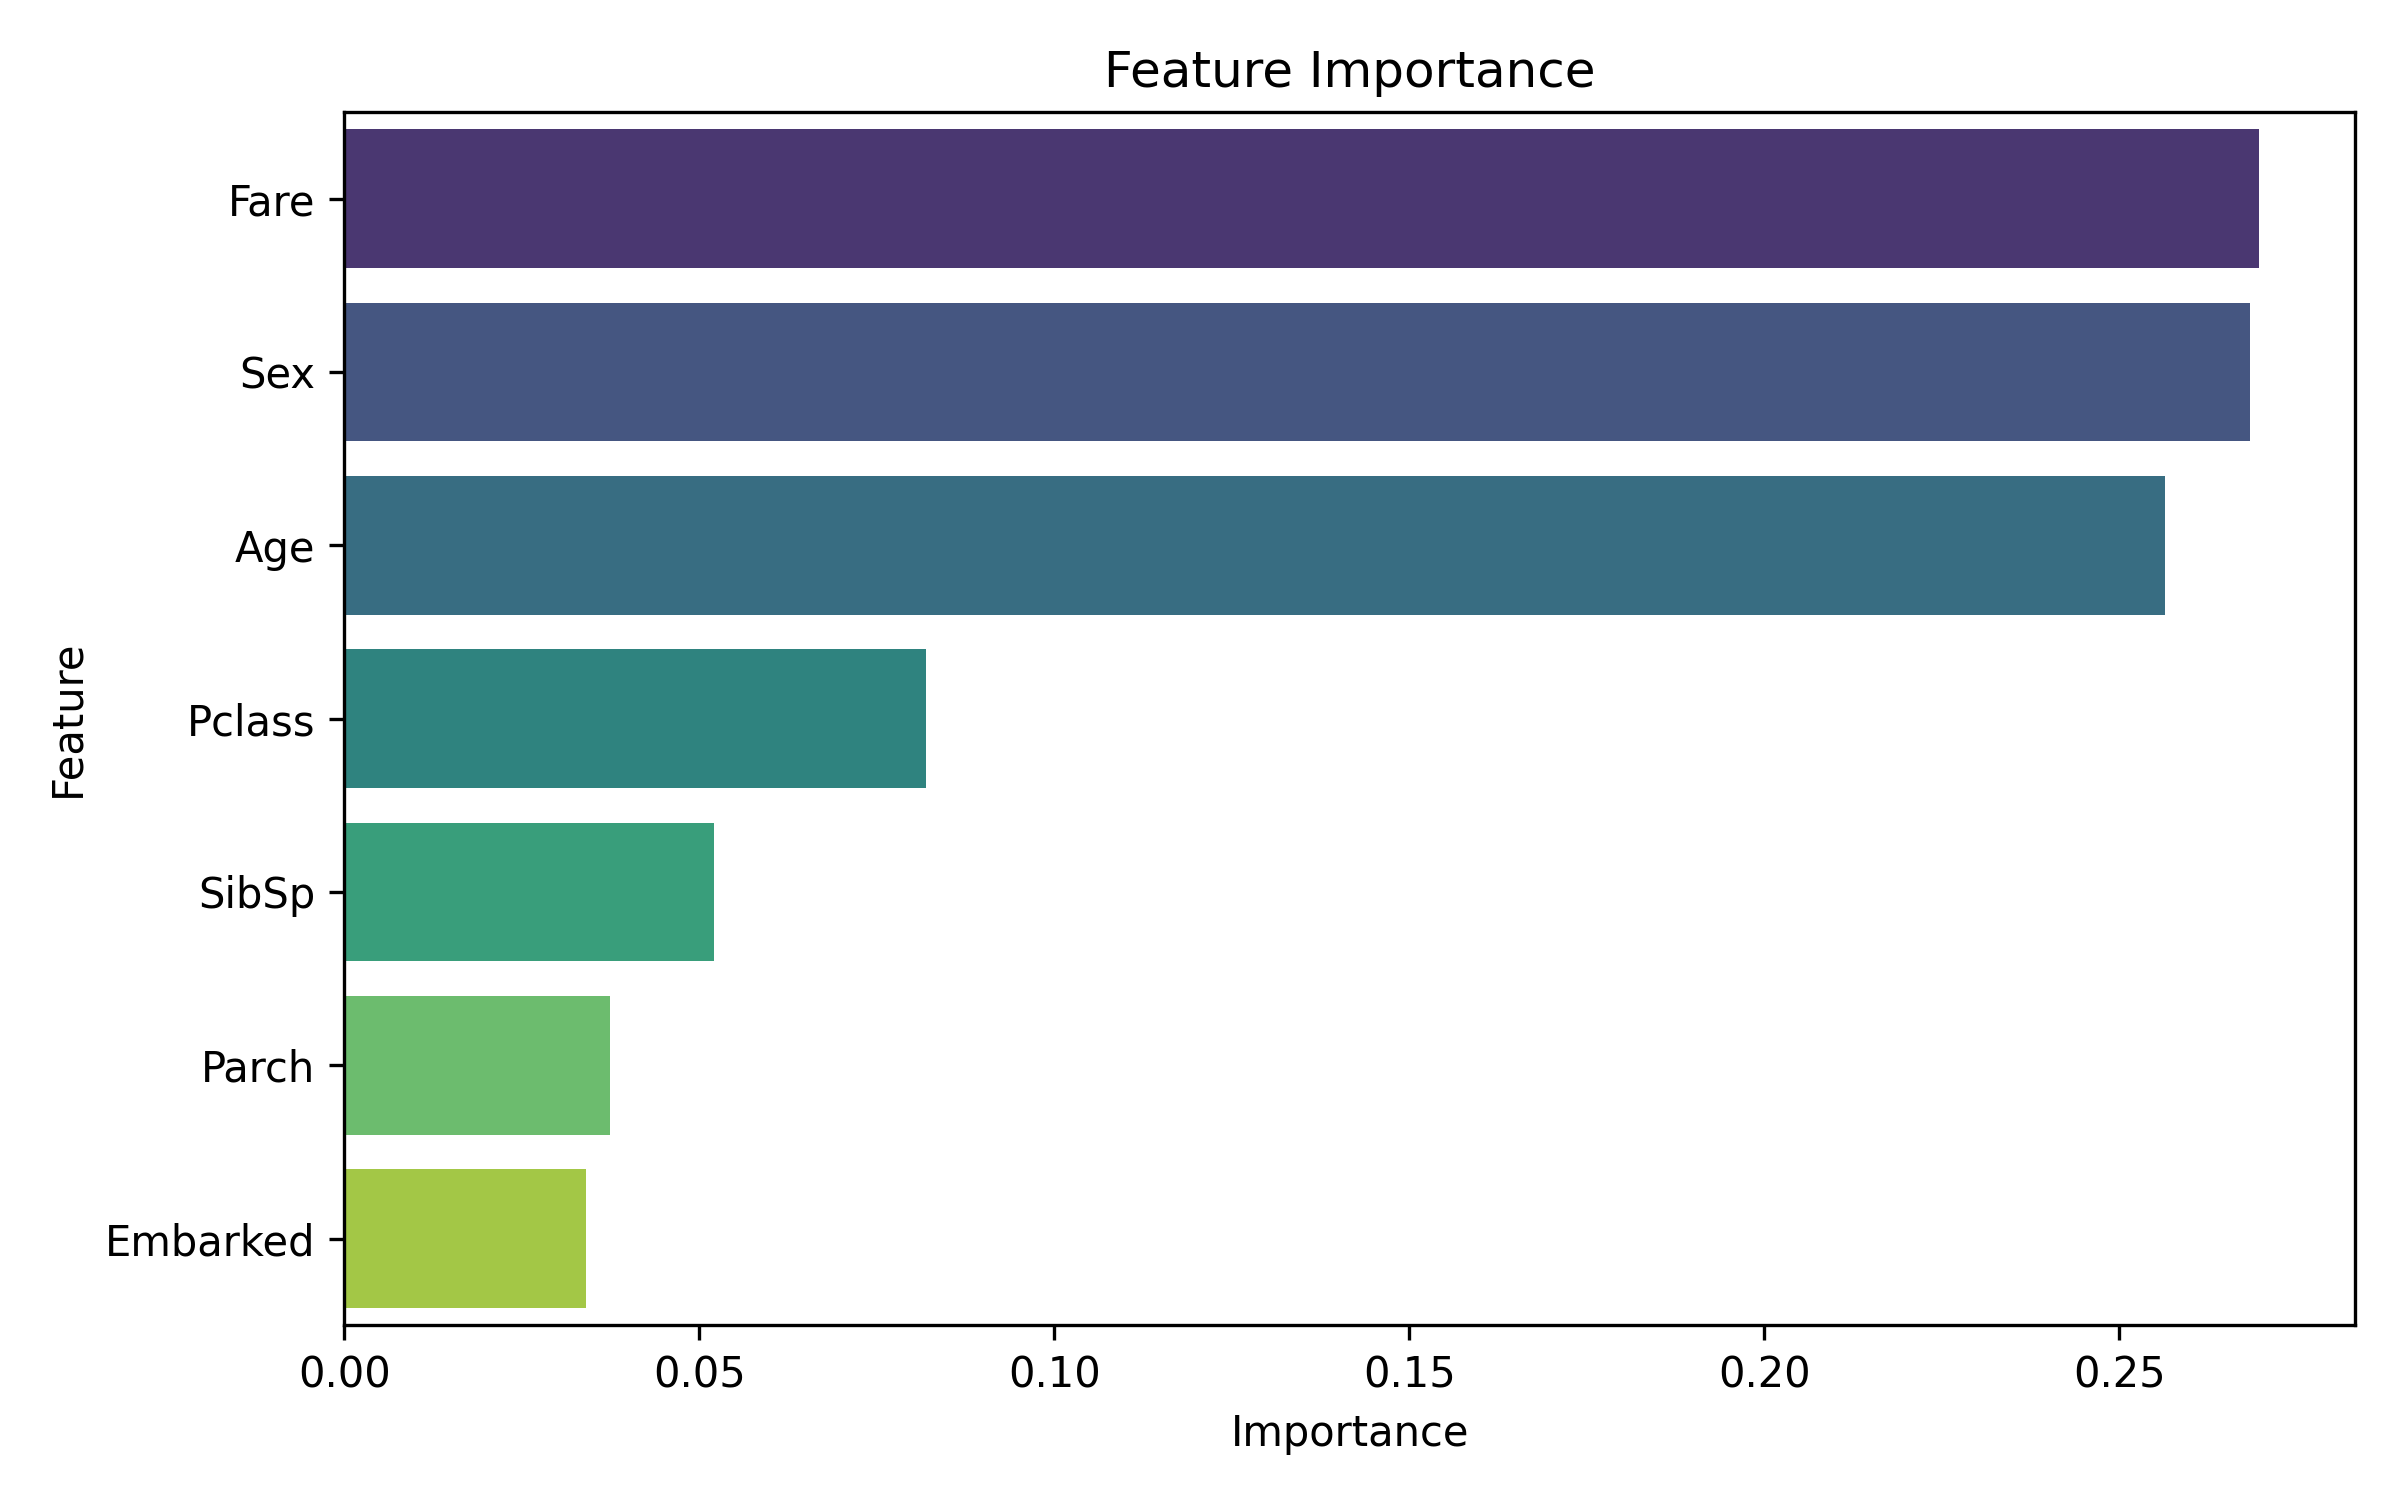 Feature Importance
Feature
Fare
Sex
Age
Pclass
SibSp
Parch
Embarked
0.00 0.05 0.10 0.15 0.20 0.25
Importance